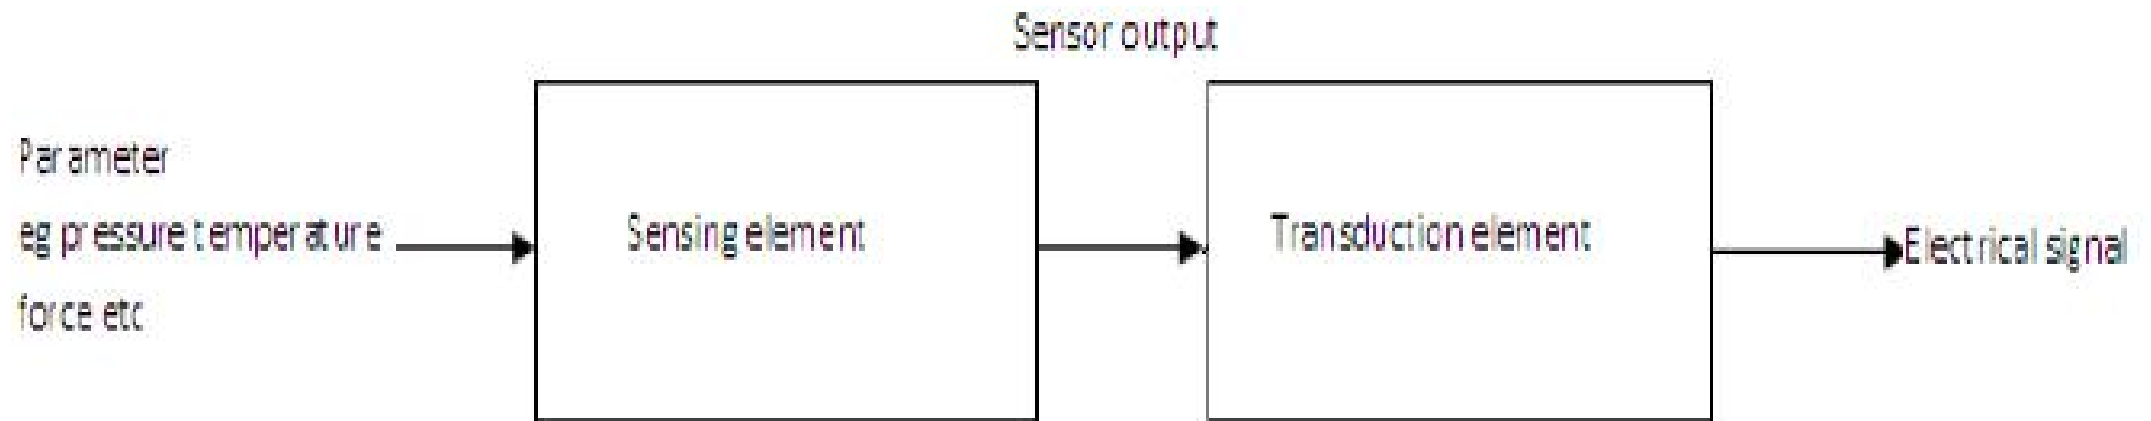 Sensor output
Parameter
eg pressure temperature
force etc
Sensing element
Transduction element
Electrical signal